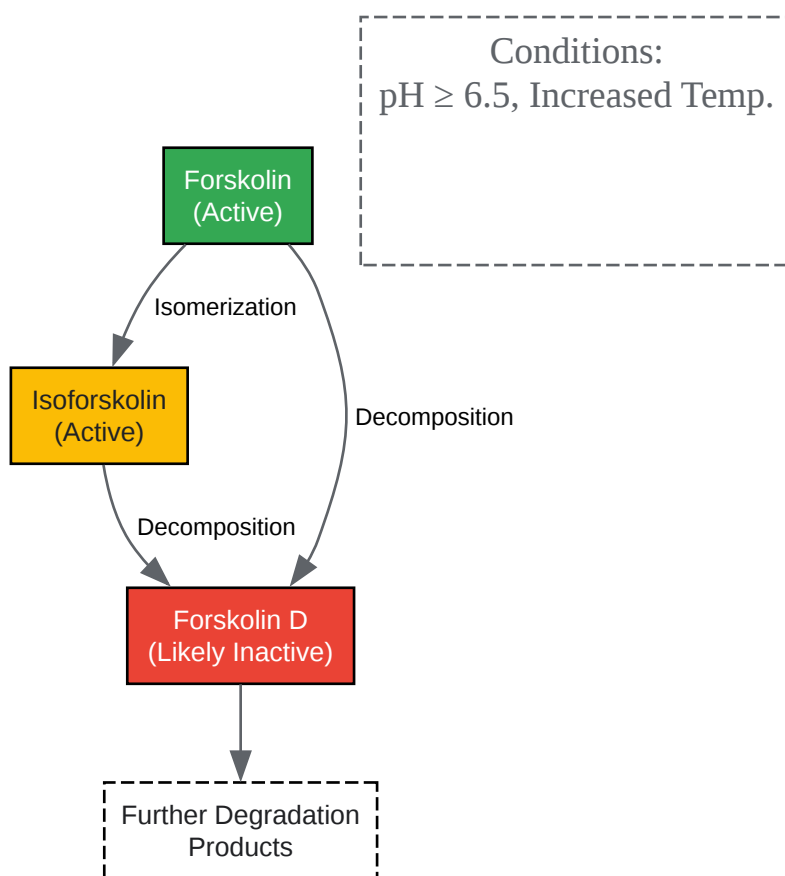 Conditions:
pH ≥ 6.5, Increased Temp.
Forskolin
(Active)
Isomerization
Isoforskolin
(Active)
Decomposition
Decomposition
Forskolin D
(Likely Inactive)
Further Degradation
Products